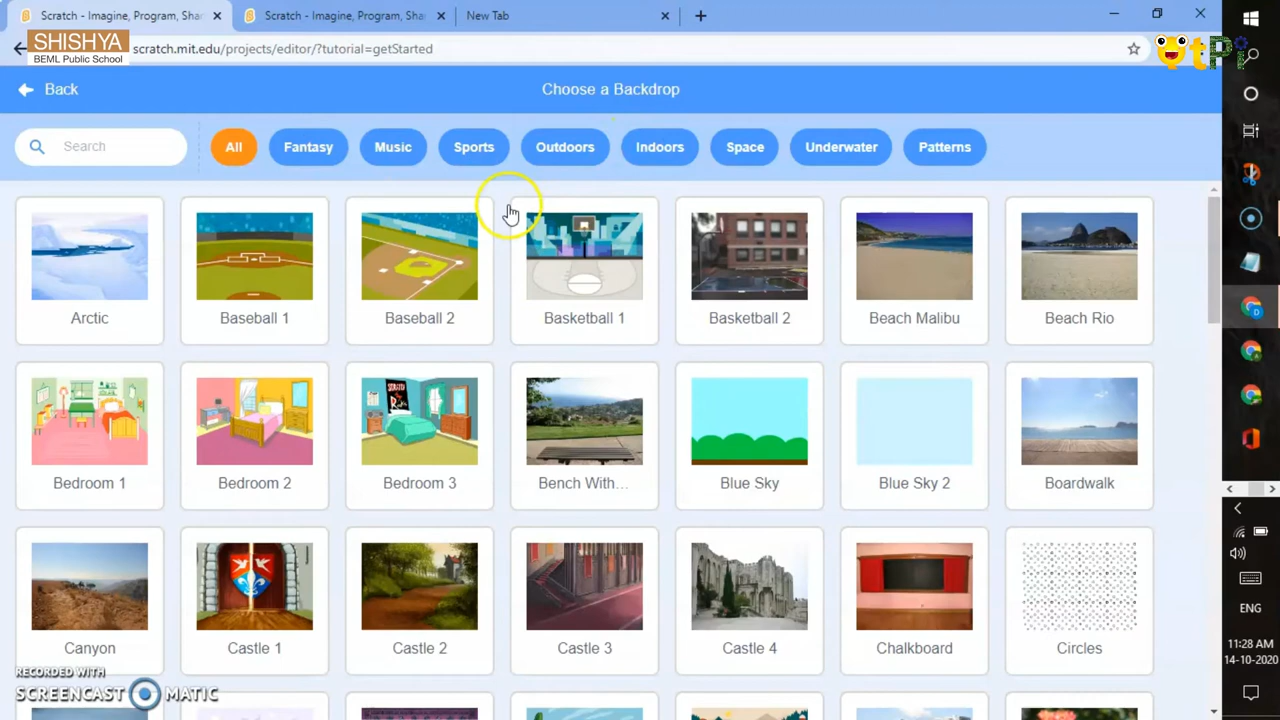 Scratch - Imagine, Program, Sha
Scratch - Imagine, Program, Shar
New Tab
SHISHYA
BEML Public School
scratch.mit.edu/projects/editor/?tutorial=getStarted
Back
Choose a Backdrop
Search
All
Fantasy
Music
Sports
Outdoors
Indoors
Space
Underwater
Patterns
Arctic
Baseball 1
Baseball 2
Basketball 1
Basketball 2
Beach Malibu
Beach Rio
Bedroom 1
Bedroom 2
Bedroom 3
Bench With...
Blue Sky
Blue Sky 2
Boardwalk
Canyon
Castle 1
Castle 2
Castle 3
Castle 4
Chalkboard
Circles
RECORDED WITH
SCREENCAST MATIC
ENG
11:28 AM
14-10-2020